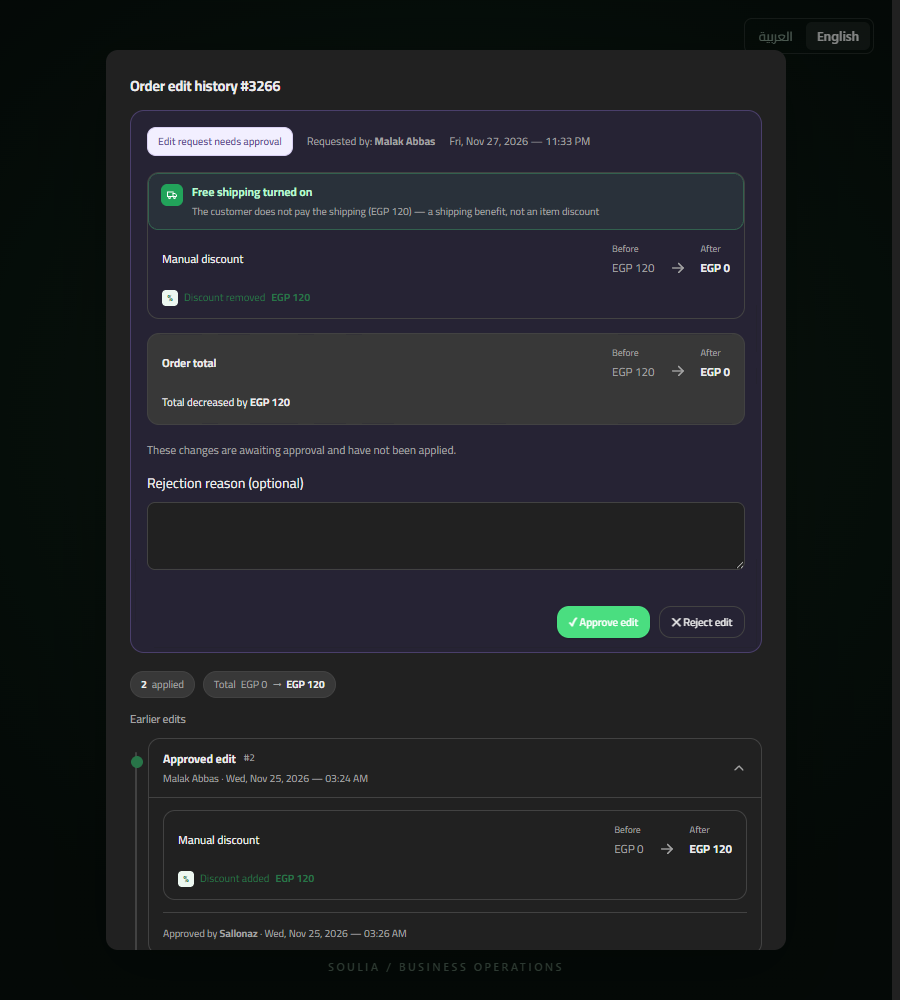 العربية English
Order edit history #3266
Edit request needs approval Requested by: Malak Abbas Fri, Nov 27, 2026 — 11:33 PM
Free shipping turned on
The customer does not pay the shipping (EGP 120) — a shipping benefit, not an item discount
Before After
Manual discount
EGP 120 → EGP 0
% Discount removed EGP 120
Before After
Order total
EGP 120 → EGP 0
Total decreased by EGP 120
These changes are awaiting approval and have not been applied.
Rejection reason (optional)
✓ Approve edit ✕ Reject edit
2 applied Total EGP 0 → EGP 120
Earlier edits
Approved edit #2
Malak Abbas · Wed, Nov 25, 2026 — 03:24 AM
Before After
Manual discount
EGP 0 → EGP 120
% Discount added EGP 120
Approved by Sallonaz · Wed, Nov 25, 2026 — 03:26 AM
SOULIA / BUSINESS OPERATIONS